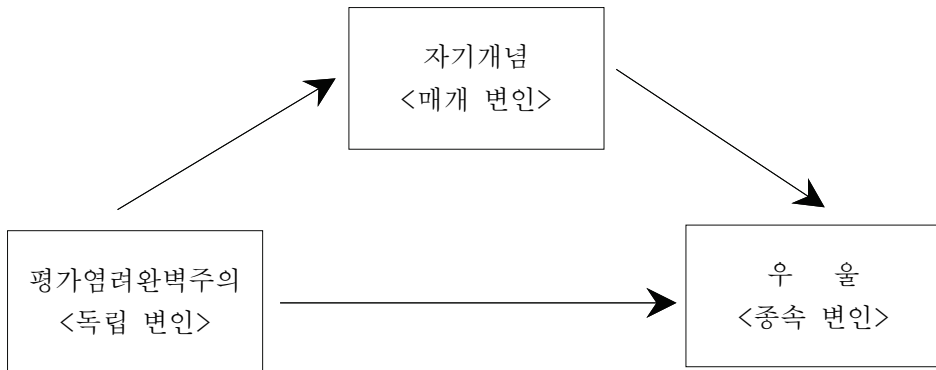 자기개념
<매개 변인>
평가염려완벽주의
<독립 변인>
우 울
<종속 변인>